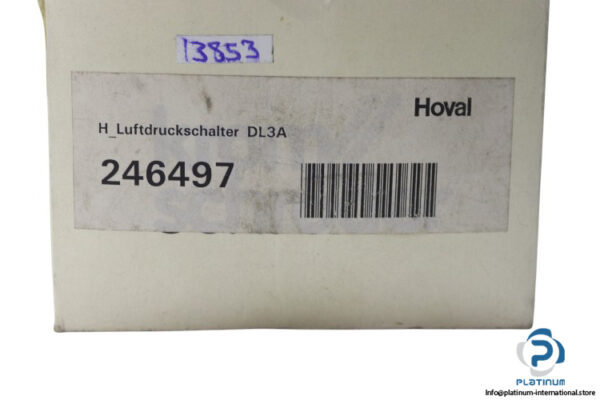 13853
Hoval
H_Luftdruckschalter DL3A
246497
PLATINUM
Info@platinum-international.store